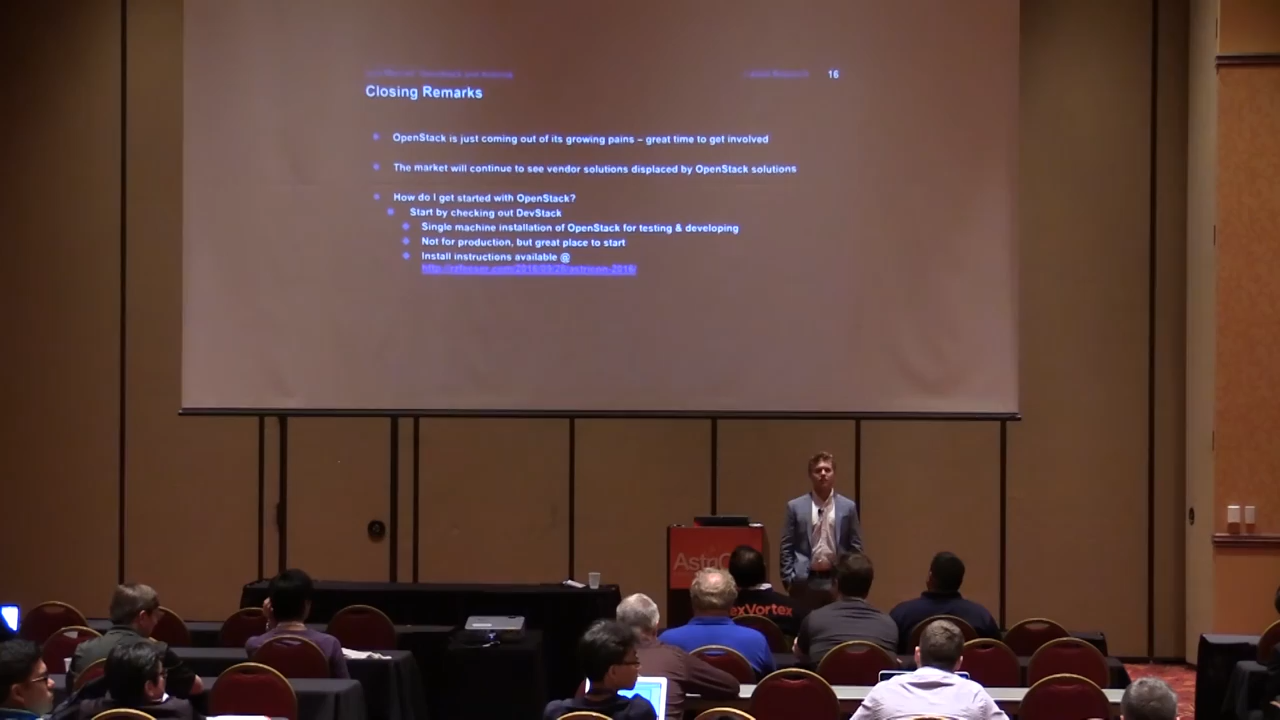 16
Closing Remarks
OpenStack is just coming out of its growing pains – great time to get involved
The market will continue to see vendor solutions displaced by OpenStack solutions
How do I get started with OpenStack?
Start by checking out DevStack
Single machine installation of OpenStack for testing & developing
Not for production, but great place to start
Install instructions available @
AstriC
exVortex